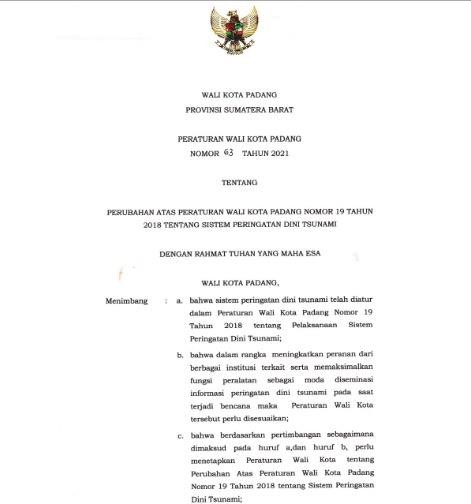 WALI KOTA PADANG
PROVINSI SUMATERA BARAT
PERATURAN WALI KOTA PADANG
NOMOR 63 TAHUN 2021
TENTANG
PERUBAHAN ATAS PERATURAN WALI KOTA PADANG NOMOR 19 TAHUN
2018 TENTANG SISTEM PERINGATAN DINI TSUNAMI
DENGAN RAHMAT TUHAN YANG MAHA ESA
WALI KOTA PADANG,
Menimbang : a. bahwa sistem peringatan dini tsunami telah diatur
dalam Peraturan Wali Kota Padang Nomor 19
Tahun 2018 tentang Pelaksanaan Sistem
Peringatan Dini Tsunami;
b. bahwa dalam rangka meningkatkan peranan dari
berbagai institusi terkait serta memaksimalkan
fungsi peralatan sebagai moda diseminasi
informasi peringatan dini tsunami pada saat
terjadi bencana maka Peraturan Wali Kota
tersebut perlu disesuaikan;
c. bahwa berdasarkan pertimbangan sebagaimana
dimaksud pada huruf a,dan huruf b, perlu
menetapkan Peraturan Wali Kota tentang
Perubahan Atas Peraturan Wali Kota Padang
Nomor 19 Tahun 2018 tentang Sistem Peringatan
Dini Tsunami;